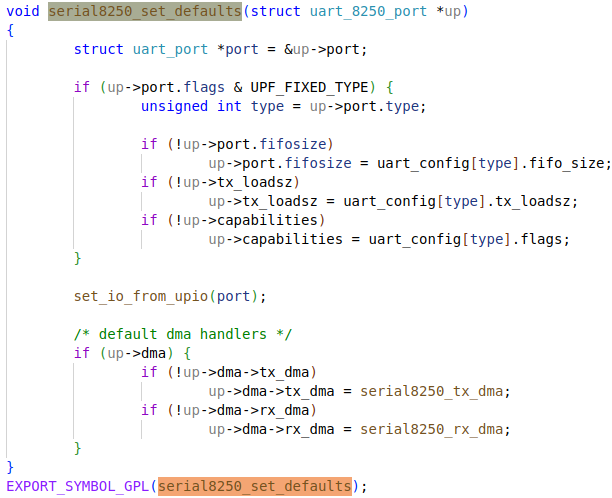 void serial8250_set_defaults(struct uart_8250_port *up)
{
struct uart_port *port = &up->port;
if (up->port.flags & UPF_FIXED_TYPE) {
unsigned int type = up->port.type;
if (!up->port.fifosize)
up->port.fifosize = uart_config[type].fifo_size;
if (!up->tx_loadsz)
up->tx_loadsz = uart_config[type].tx_loadsz;
if (!up->capabilities)
up->capabilities = uart_config[type].flags;
}
set_io_from_upio(port);
/* default dma handlers */
if (up->dma) {
if (!up->dma->tx_dma)
up->dma->tx_dma = serial8250_tx_dma;
if (!up->dma->rx_dma)
up->dma->rx_dma = serial8250_rx_dma;
}
}
EXPORT_SYMBOL_GPL(serial8250_set_defaults);